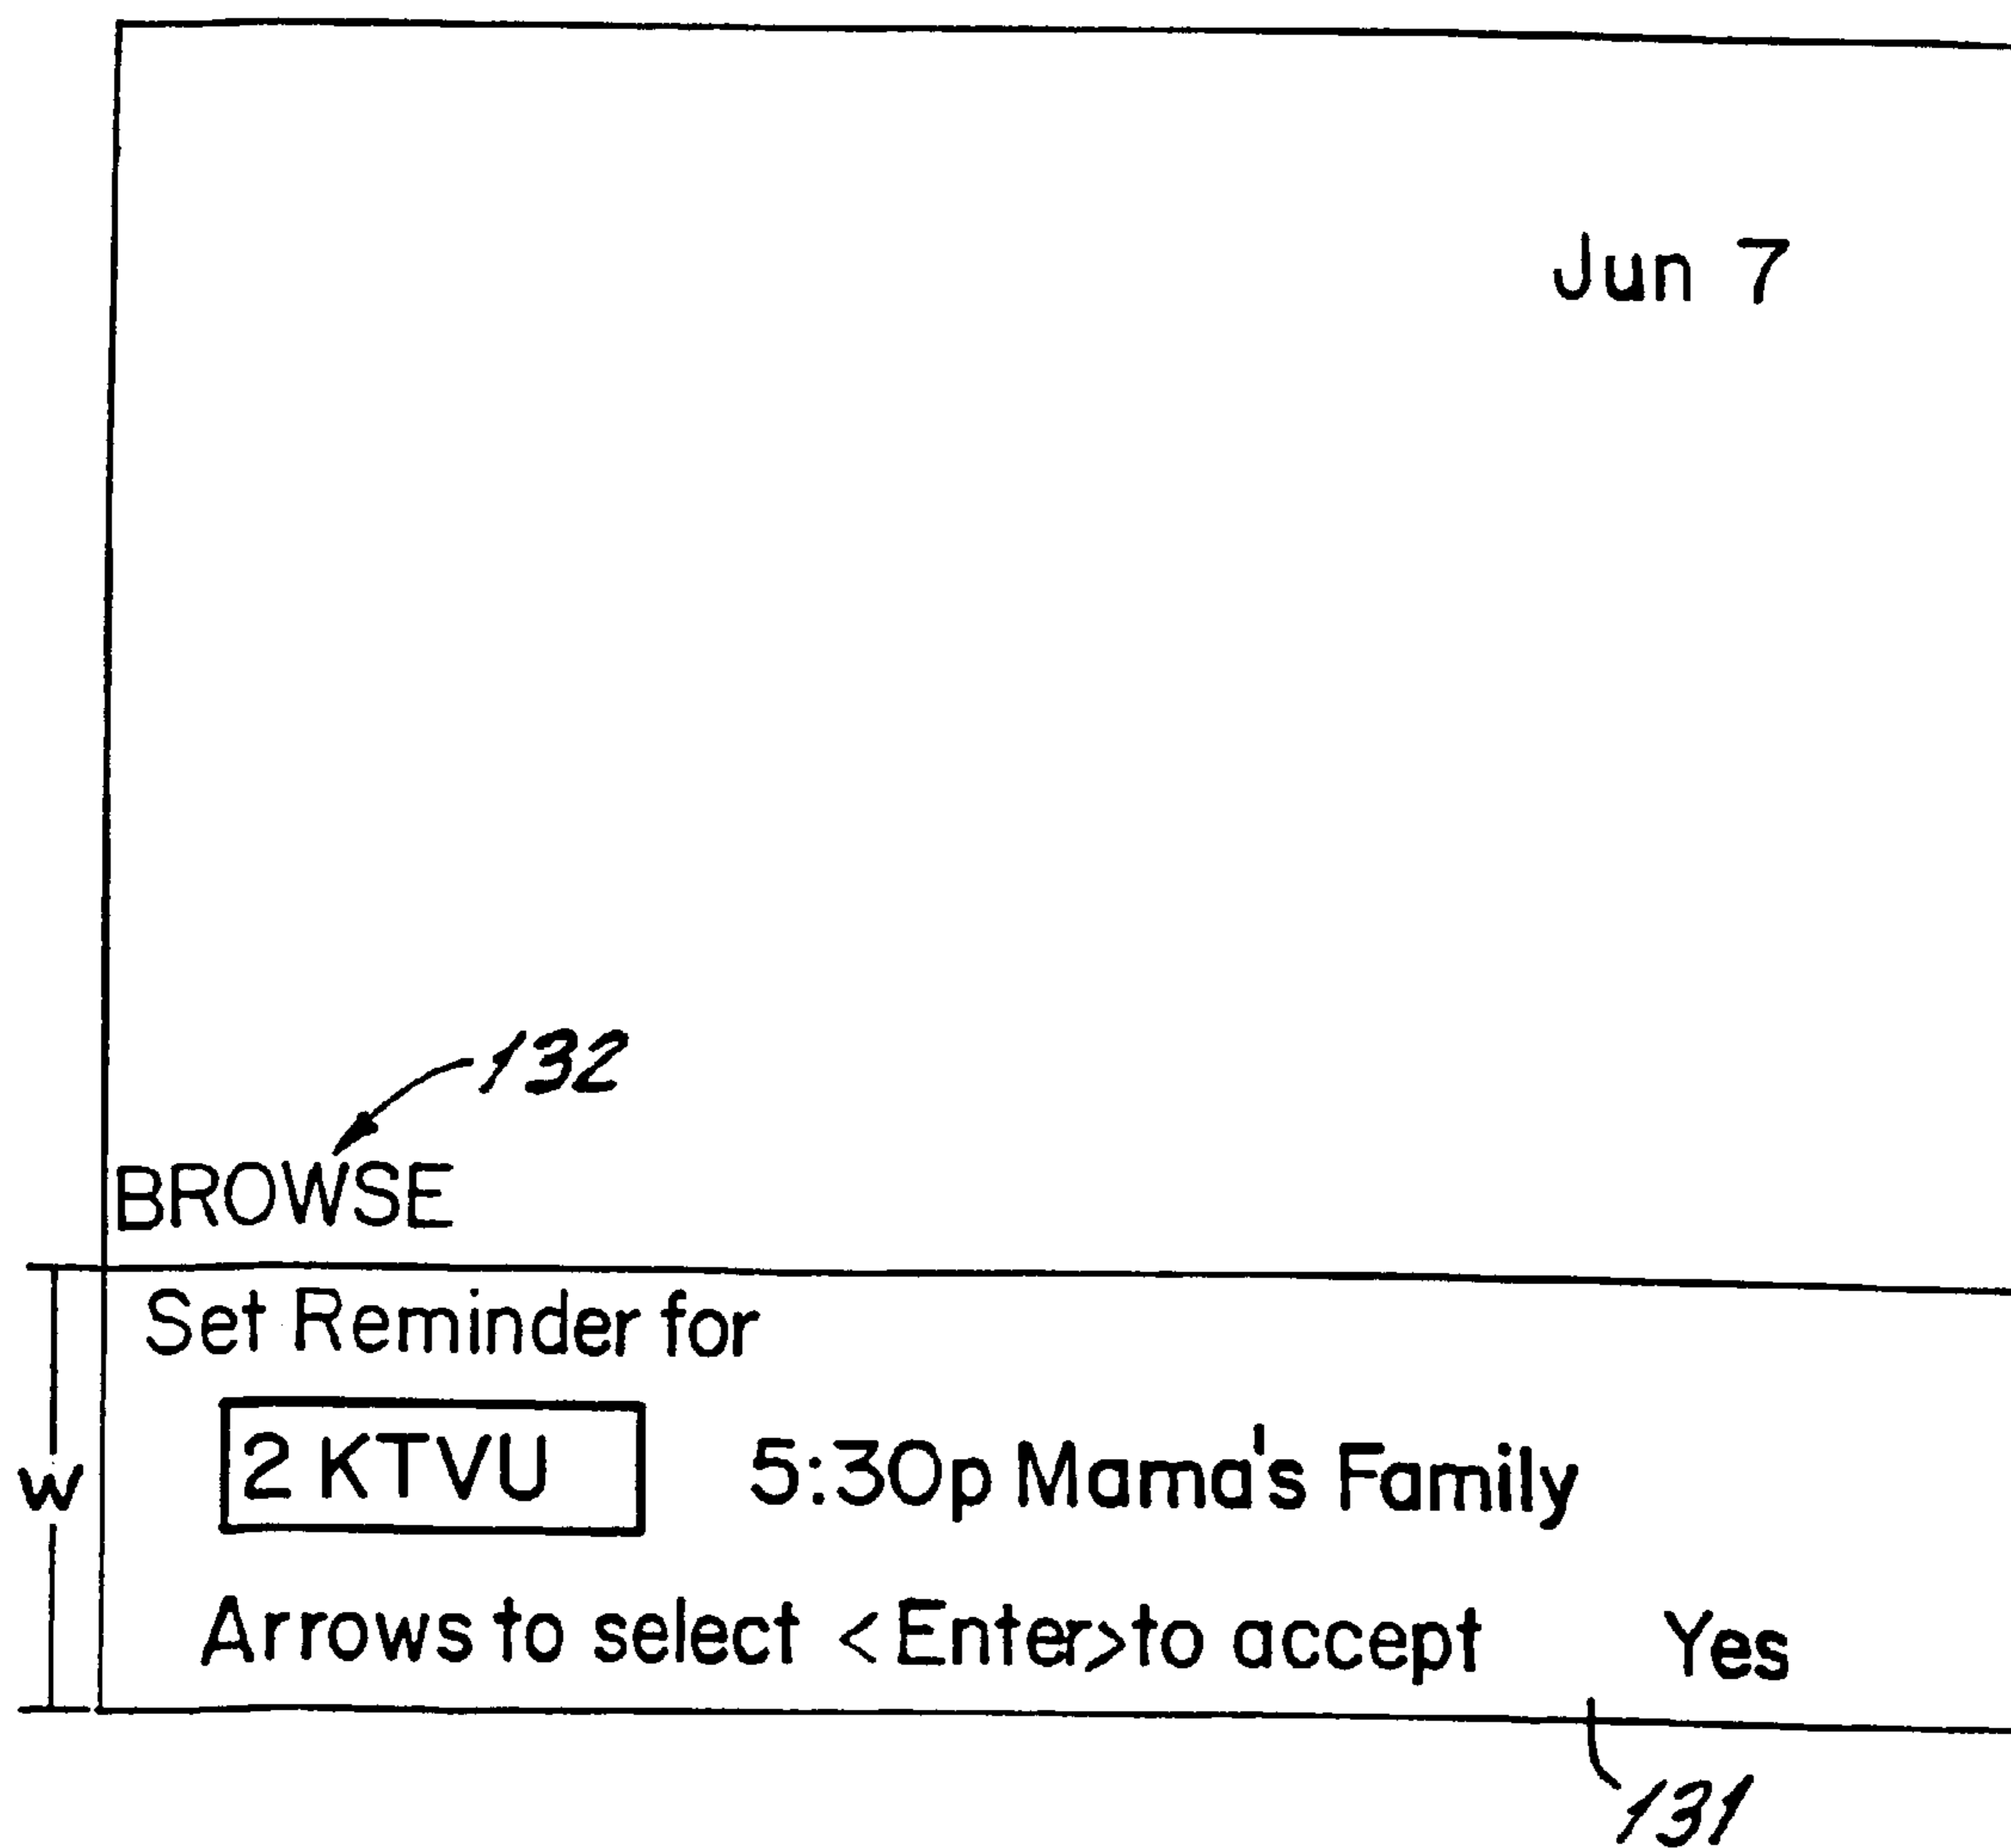 Jun 7
132
BROWSE
Set Reminder for
2 KTVU 5:30p Mama's Family
w
Arrows to select <Enter> to accept Yes
131